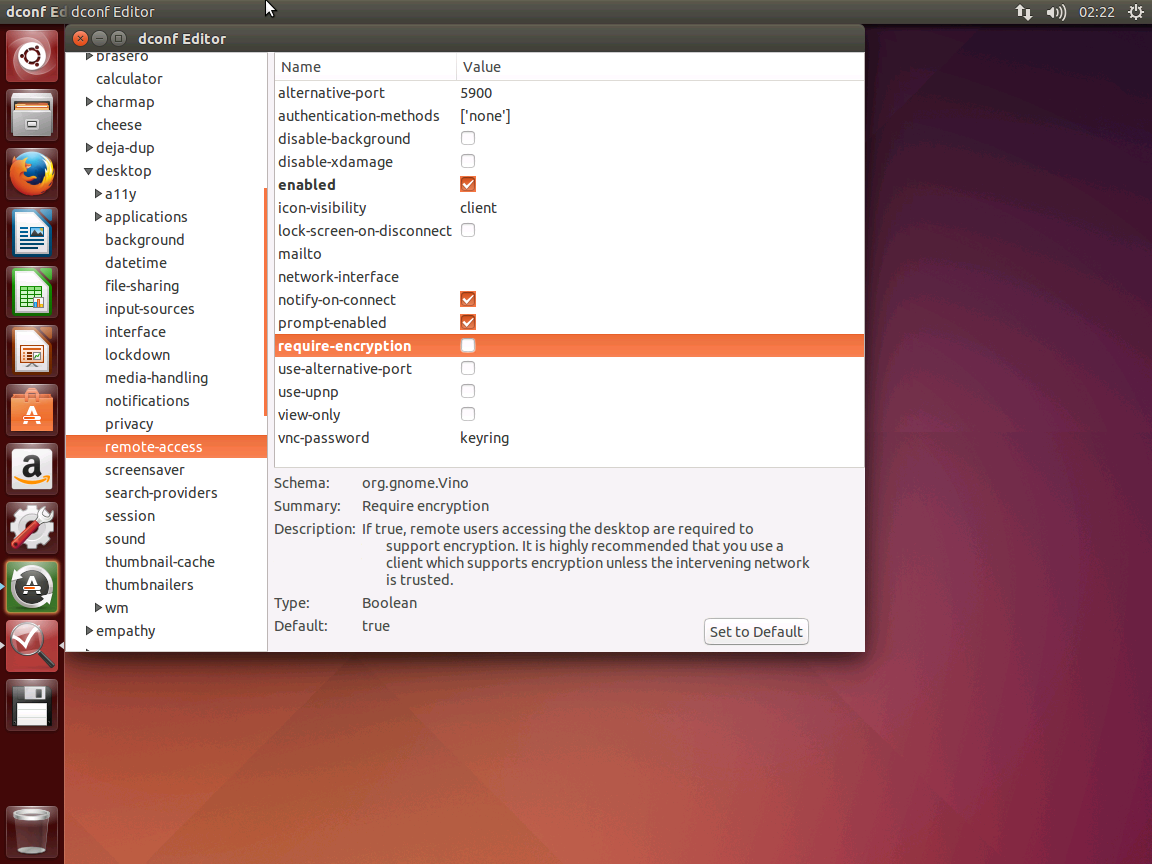 dconf Ed dconf Editor
02:22
dconf Editor
brasero
calculator
charmap
cheese
deja-dup
desktop
a11y
applications
background
datetime
file-sharing
input-sources
interface
lockdown
media-handling
notifications
privacy
remote-access
screensaver
search-providers
session
sound
thumbnail-cache
thumbnailers
wm
empathy
Name Value
alternative-port 5900
authentication-methods ['none']
disable-background
disable-xdamage
enabled
icon-visibility client
lock-screen-on-disconnect
mailto
network-interface
notify-on-connect
prompt-enabled
require-encryption
use-alternative-port
use-upnp
view-only
vnc-password keyring
Schema: org.gnome.Vino
Summary: Require encryption
Description: If true, remote users accessing the desktop are required to
support encryption. It is highly recommended that you use a
client which supports encryption unless the intervening network
is trusted.
Type: Boolean
Default: true
Set to Default